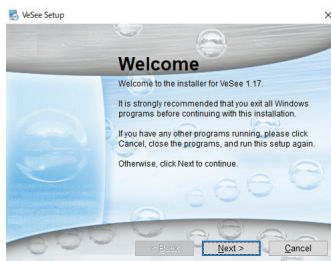 VeSee Setup
Welcome
Welcome to the installer for VeSee 1.17.
It is strongly recommended that you exit all Windows
programs before continuing with this installation.
If you have any other programs running, please click
Cancel, close the programs, and run this setup again.
Otherwise, click Next to continue.
< Back
Next >
Cancel